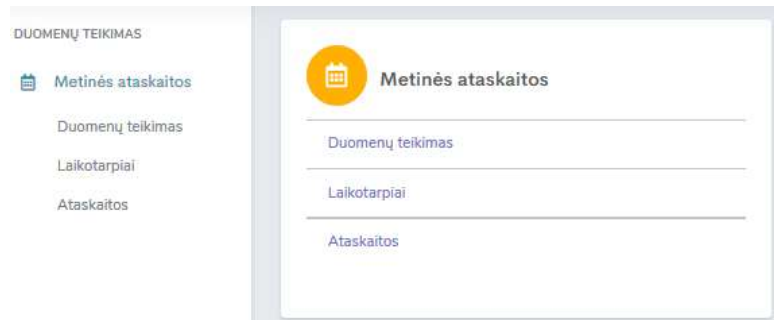 DUOMENŲ TEIKIMAS
Metinės ataskaitos
Duomenų teikimas
Laikotarpiai
Ataskaitos
Metinės ataskaitos
Duomenų teikimas
Laikotarpiai
Ataskaitos